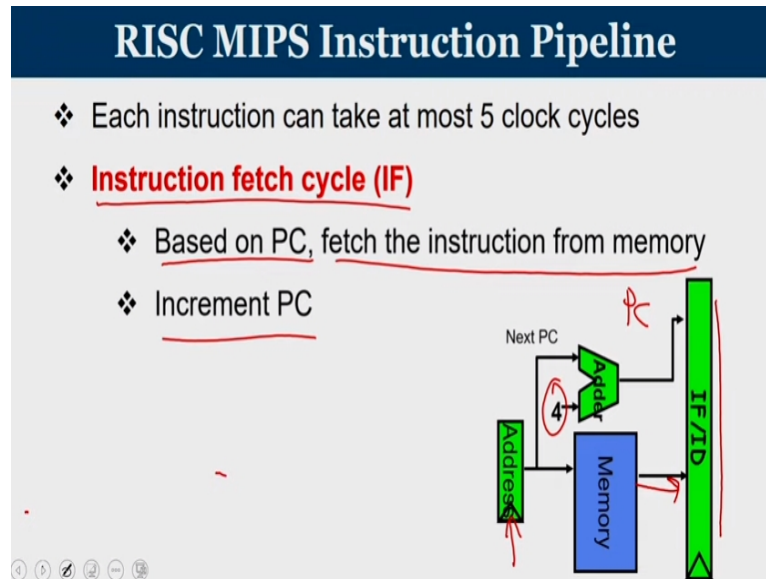 RISC MIPS Instruction Pipeline
❖ Each instruction can take at most 5 clock cycles
❖ Instruction fetch cycle (IF)
❖ Based on PC, fetch the instruction from memory
❖ Increment PC
PC
Next PC
Adder
4
IF/ID
Address
Memory